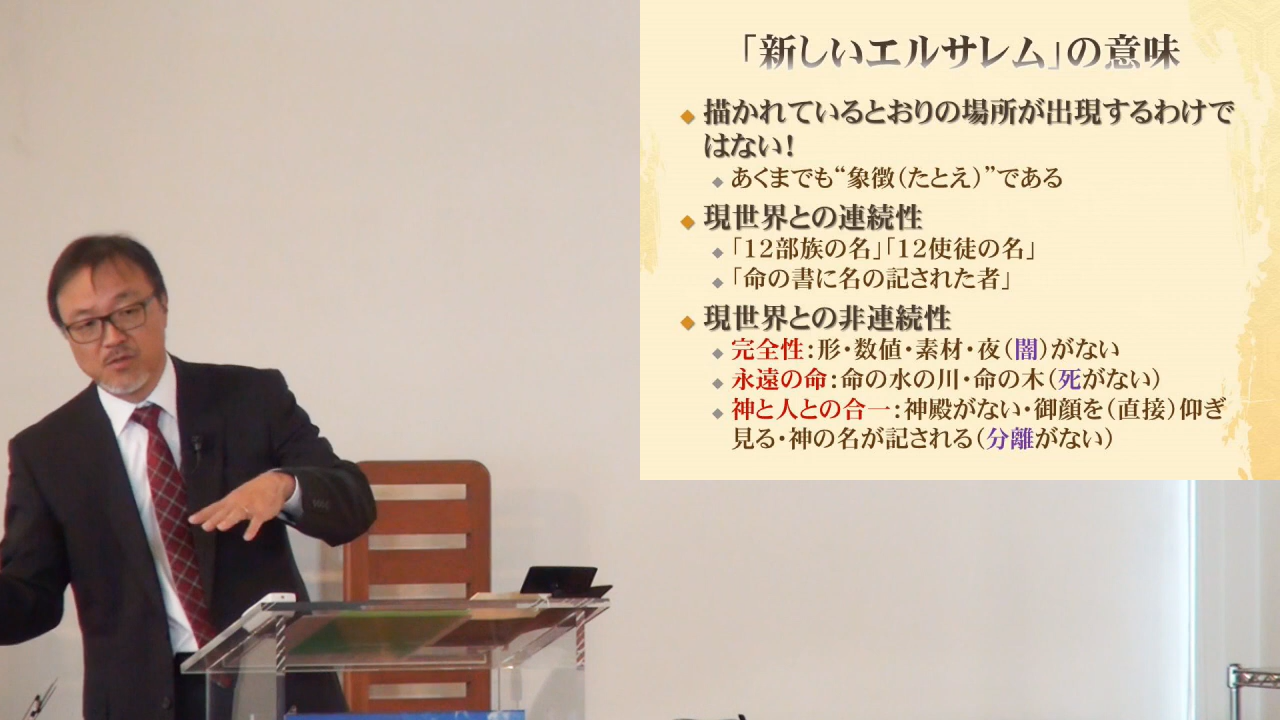 「新しいエルサレム」の意味
描かれているとおりの場所が出現するわけで
はない!
あくまでも“象徴(たとえ)”である
現世界との連続性
「12部族の名」「12使徒の名」
「命の書に名の記された者」
現世界との非連続性
完全性:形・数値・素材・夜(闇)がない
永遠の命:命の水の川・命の木(死がない)
神と人との合一:神殿がない・御顔を(直接)仰ぎ
見る・神の名が記される(分離がない)